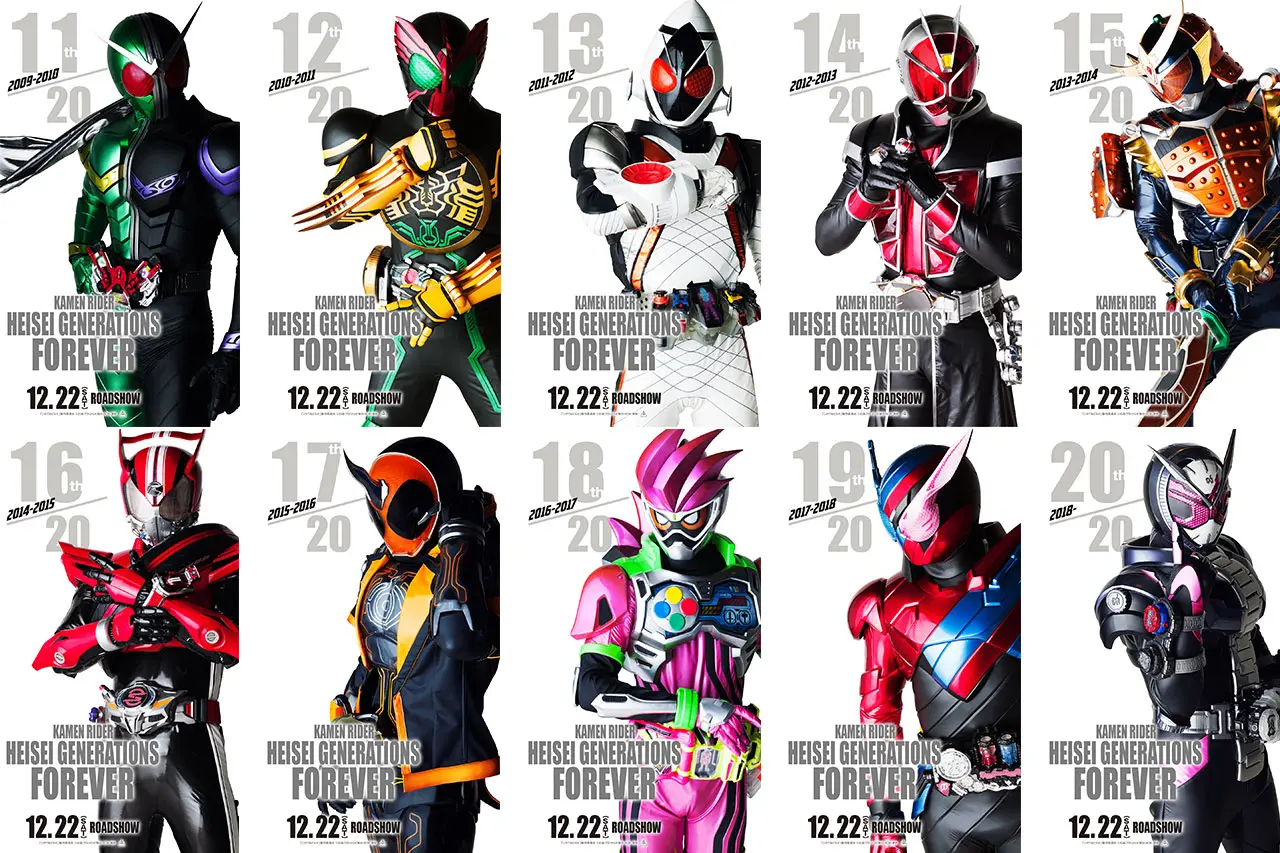 11th
2009-2010
20
KAMEN RIDER
HEISEI GENERATIONS
FOREVER
12.22(SAT) ROADSHOW
12th
2010-2011
20
KAMEN RIDER
HEISEI GENERATIONS
FOREVER
12.22(SAT) ROADSHOW
13th
2011-2012
20
KAMEN RIDER
HEISEI GENERATIONS
FOREVER
12.22(SAT) ROADSHOW
14th
2012-2013
20
KAMEN RIDER
HEISEI GENERATIONS
FOREVER
12.22(SAT) ROADSHOW
15th
2013-2014
20
KAMEN RIDER
HEISEI GENERATIONS
FOREVER
12.22(SAT) ROADSHOW
16th
2014-2015
20
KAMEN RIDER
HEISEI GENERATIONS
FOREVER
12.22(SAT) ROADSHOW
17th
2015-2016
20
KAMEN RIDER
HEISEI GENERATIONS
FOREVER
12.22(SAT) ROADSHOW
18th
2016-2017
20
KAMEN RIDER
HEISEI GENERATIONS
FOREVER
12.22(SAT) ROADSHOW
19th
2017-2018
20
KAMEN RIDER
HEISEI GENERATIONS
FOREVER
12.22(SAT) ROADSHOW
20th
2018-
20
KAMEN RIDER
HEISEI GENERATIONS
FOREVER
12.22(SAT) ROADSHOW